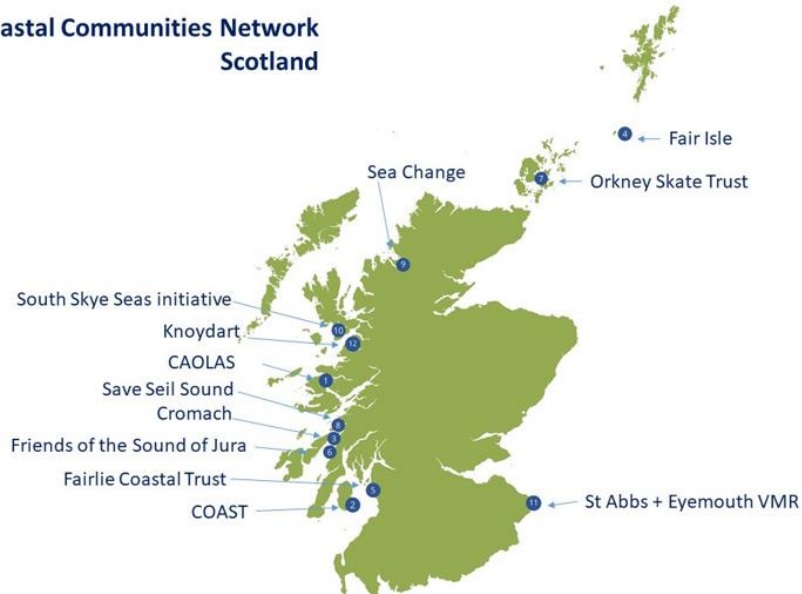 astal Communities Network
Scotland
4
Fair Isle
Sea Change
7
Orkney Skate Trust
9
South Skye Seas initiative
10
Knoydart
12
CAOLAS
1
Save Seil Sound
8
Cromach
3
Friends of the Sound of Jura
6
Fairlie Coastal Trust
5
COAST
2
11
St Abbs + Eyemouth VMR